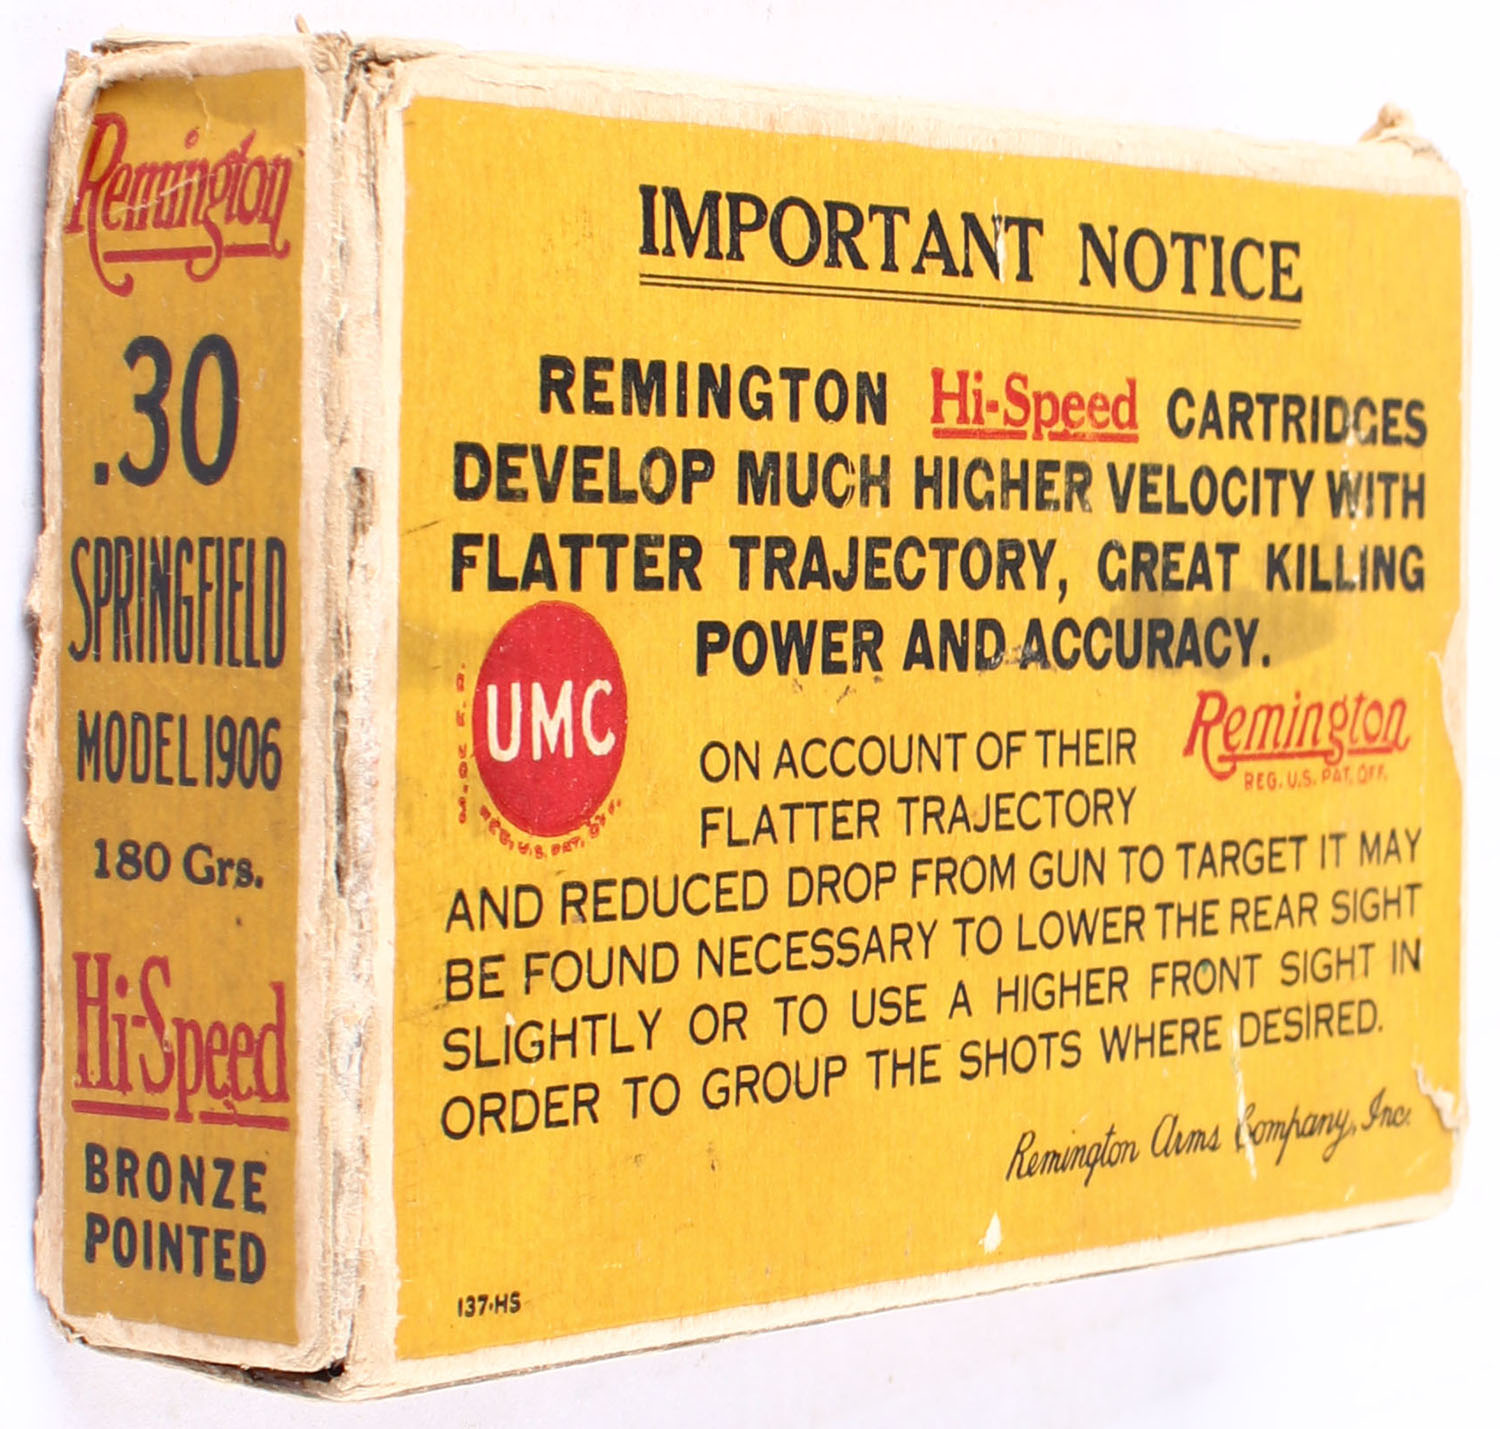 Remington
.30
SPRINGFIELD
MODEL 1906
180 Grs.
Hi-Speed
BRONZE
POINTED
IMPORTANT NOTICE
REMINGTON Hi-Speed CARTRIDGES
DEVELOP MUCH HIGHER VELOCITY WITH
FLATTER TRAJECTORY, GREAT KILLING
POWER AND ACCURACY.
UMC
REG. U.S. PAT. OFF.
Remington
REG. U.S. PAT. OFF.
ON ACCOUNT OF THEIR
FLATTER TRAJECTORY
AND REDUCED DROP FROM GUN TO TARGET IT MAY
BE FOUND NECESSARY TO LOWER THE REAR SIGHT
SLIGHTLY OR TO USE A HIGHER FRONT SIGHT IN
ORDER TO GROUP THE SHOTS WHERE DESIRED.
Remington Arms Company, Inc.
137-HS